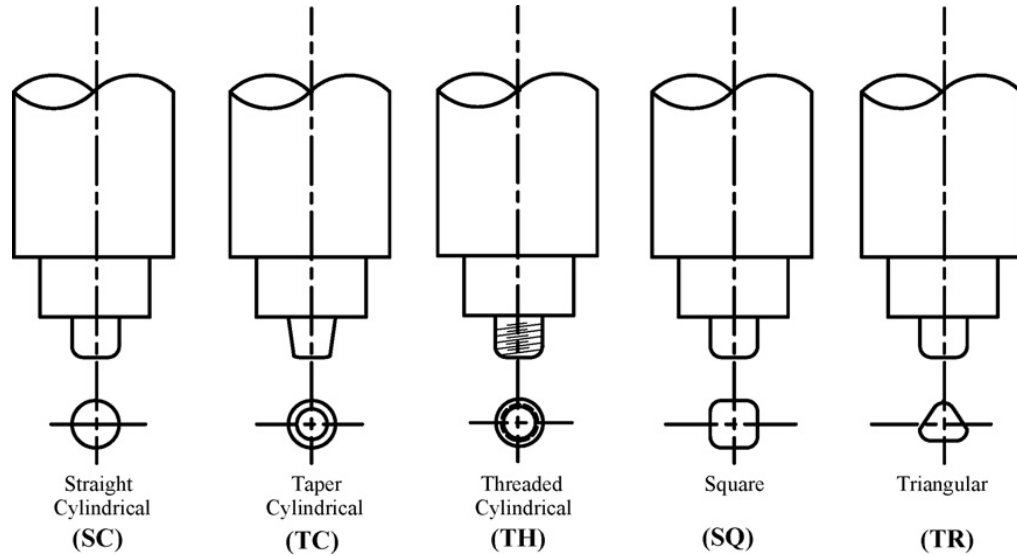 Straight
Cylindrical
(SC)
Taper
Cylindrical
(TC)
Threaded
Cylindrical
(TH)
Square
(SQ)
Triangular
(TR)